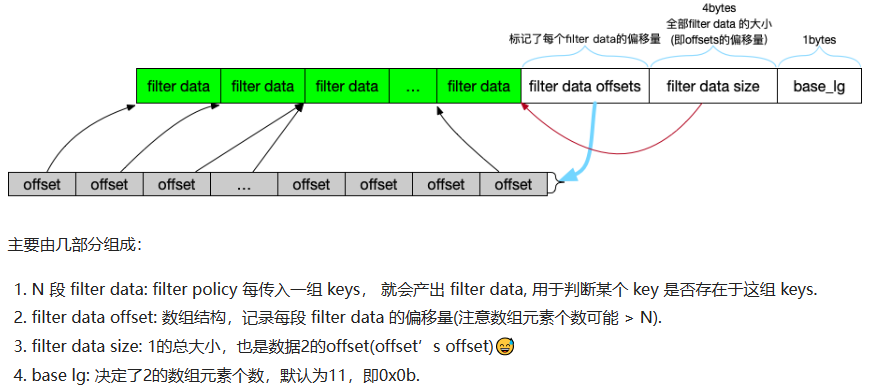 4bytes
全部filter data 的大小
标记了每个filter data的偏移量
(即offsets的偏移量)
1bytes
filter data filter data filter data ... filter data filter data offsets filter data size base_lg
offset offset offset ... offset offset offset offset
主要由几部分组成：
1. N 段 filter data: filter policy 每传入一组 keys， 就会产出 filter data, 用于判断某个 key 是否存在于这组 keys.
2. filter data offset: 数组结构，记录每段 filter data 的偏移量(注意数组元素个数可能 > N).
3. filter data size: 1的总大小，也是数据2的offset(offset’s offset)😅
4. base lg: 决定了2的数组元素个数，默认为11，即0x0b.